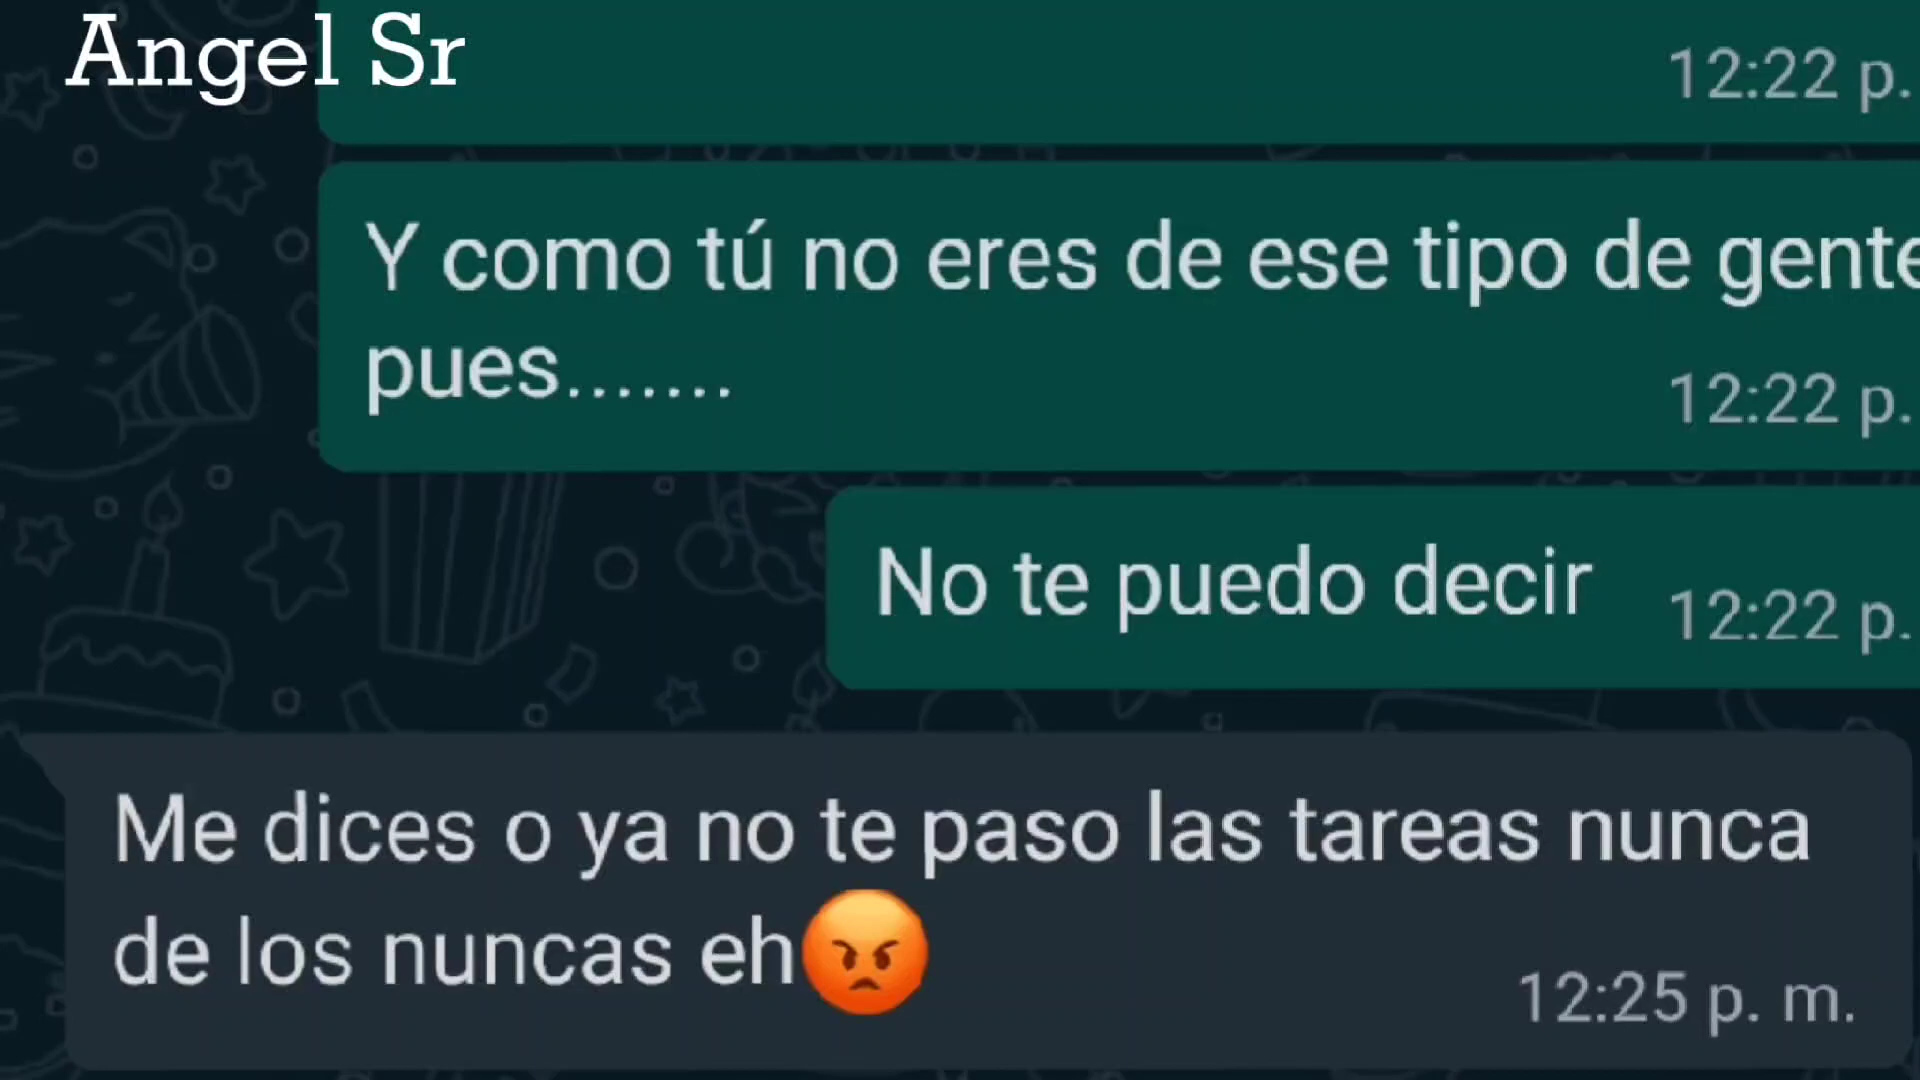 Angel Sr
12:22 p.
Y como tú no eres de ese tipo de gente
pues.......
12:22 p.
No te puedo decir
12:22 p.
Me dices o ya no te paso las tareas nunca
de los nuncas eh😡
12:25 p. m.